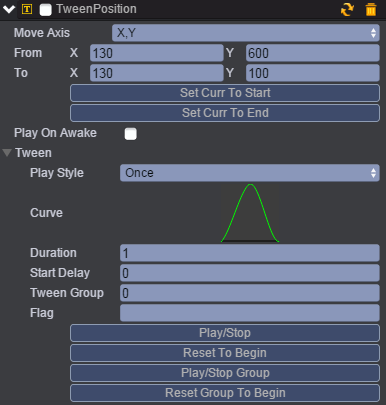 TweenPosition
Move Axis X,Y
From X 130 Y 600
To X 130 Y 100
Set Curr To Start
Set Curr To End
Play On Awake
Tween
Play Style Once
Curve
Duration 1
Start Delay 0
Tween Group 0
Flag
Play/Stop
Reset To Begin
Play/Stop Group
Reset Group To Begin